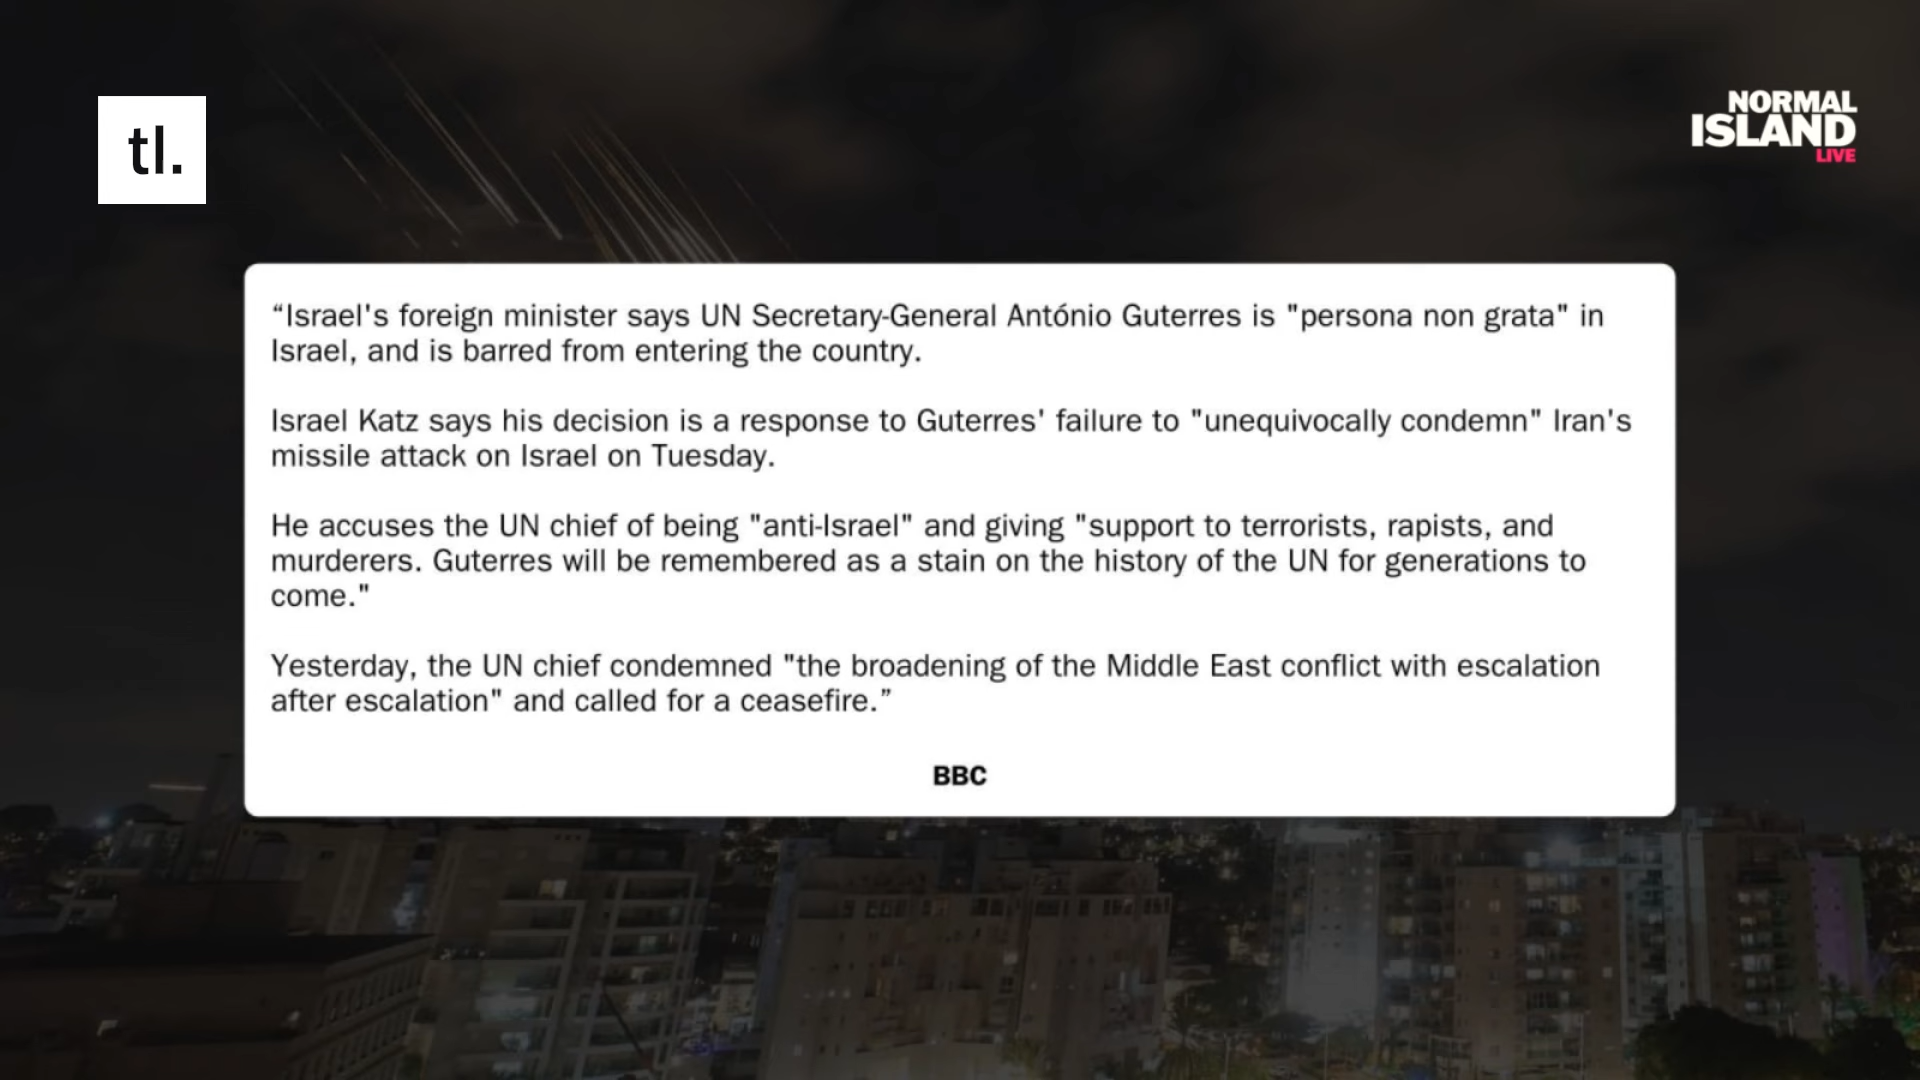 tl.
NORMAL
ISLAND
LIVE
“Israel's foreign minister says UN Secretary-General António Guterres is "persona non grata" in
Israel, and is barred from entering the country.
Israel Katz says his decision is a response to Guterres' failure to "unequivocally condemn" Iran's
missile attack on Israel on Tuesday.
He accuses the UN chief of being "anti-Israel" and giving "support to terrorists, rapists, and
murderers. Guterres will be remembered as a stain on the history of the UN for generations to
come."
Yesterday, the UN chief condemned "the broadening of the Middle East conflict with escalation
after escalation" and called for a ceasefire.”
BBC